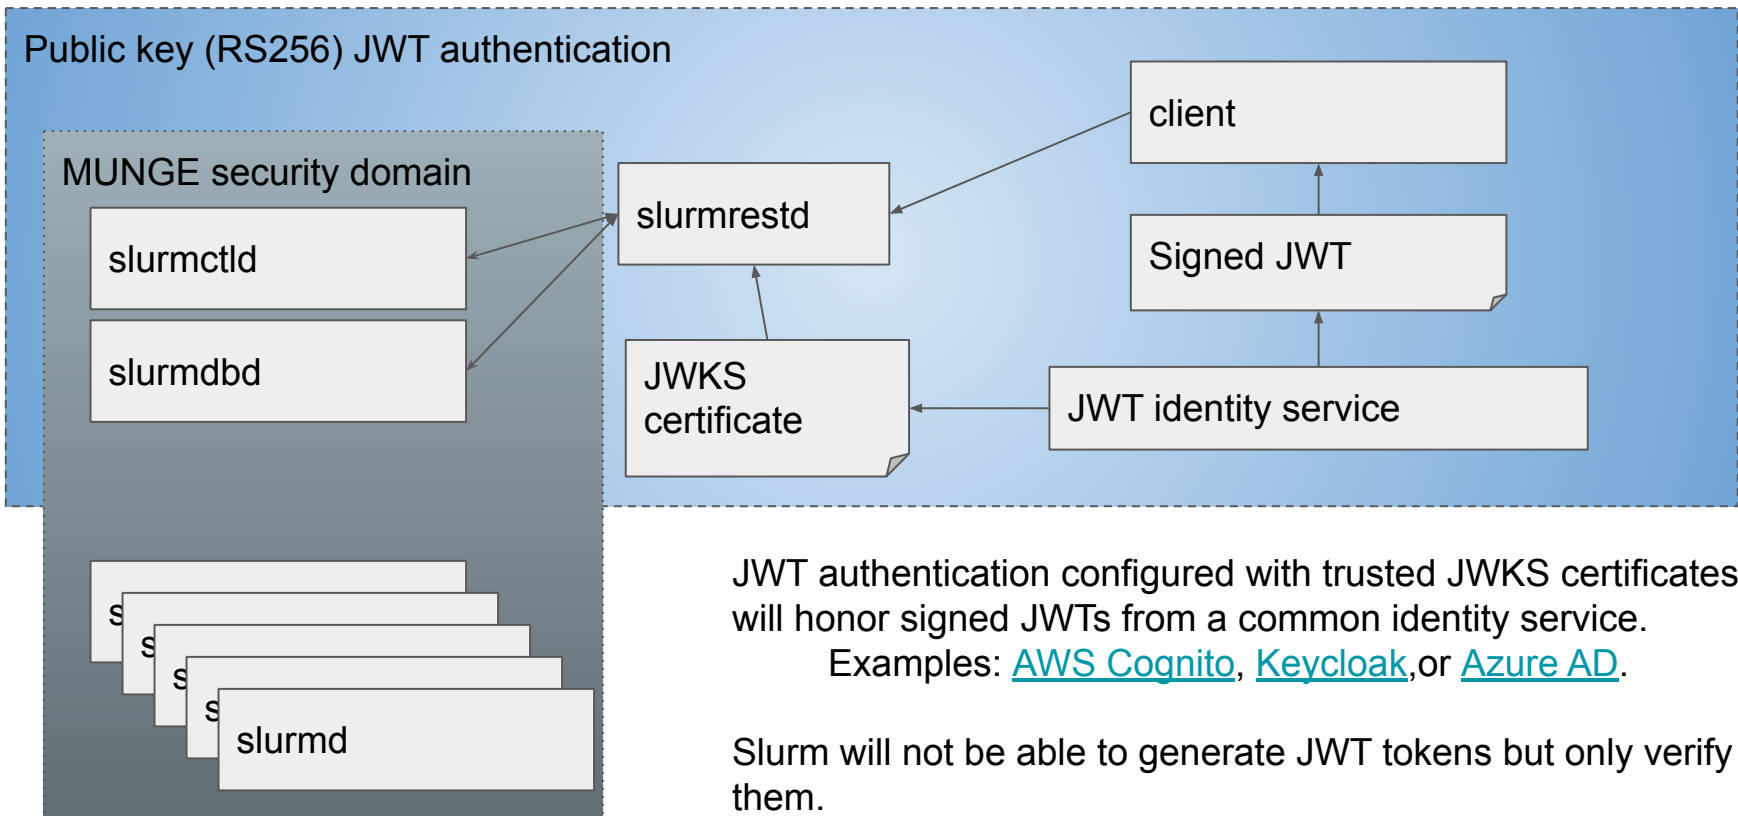 Public key (RS256) JWT authentication
client
MUNGE security domain
slurmrestd
slurmctld
Signed JWT
slurmdbd
JWKS
certificate
JWT identity service
s
s
s
s
slurmd
JWT authentication configured with trusted JWKS certificates
will honor signed JWTs from a common identity service.
Examples: AWS Cognito, Keycloak,or Azure AD.
Slurm will not be able to generate JWT tokens but only verify
them.